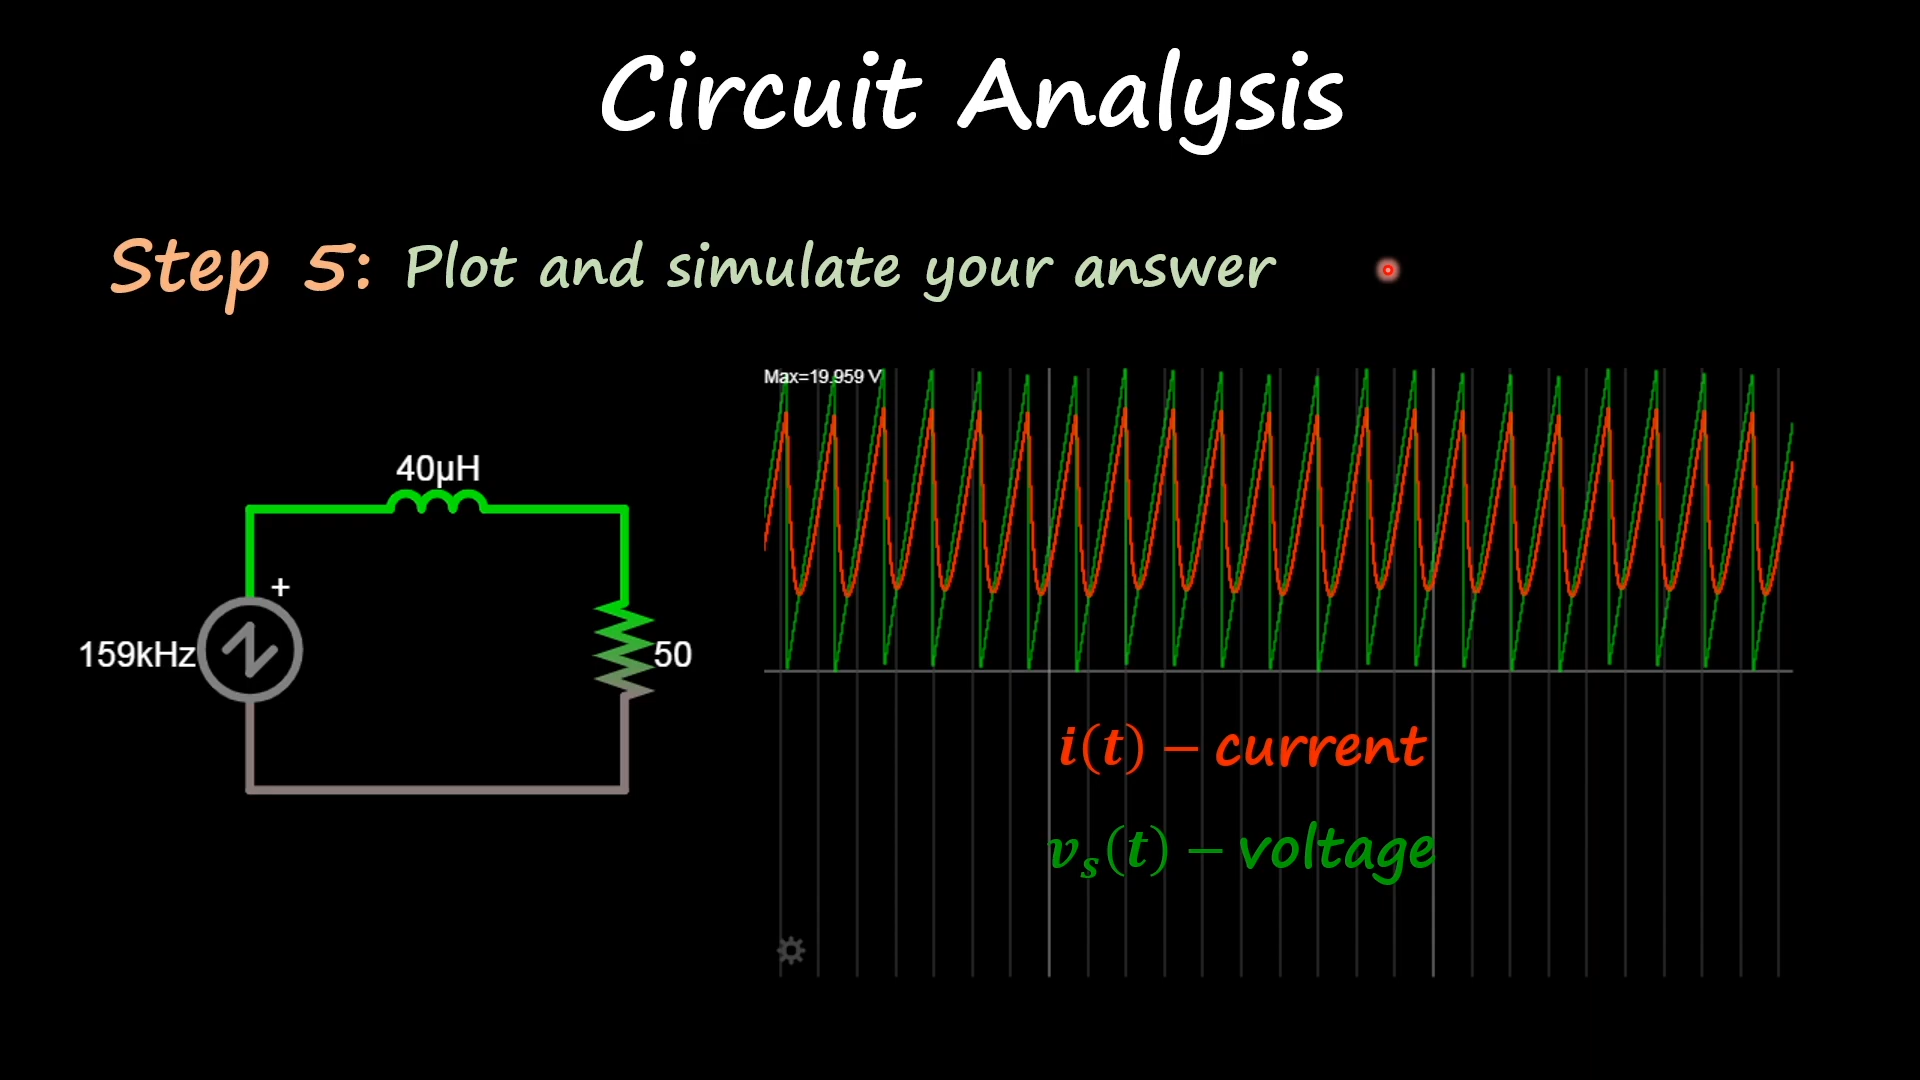 Circuit Analysis
Step 5: Plot and simulate your answer
Max=19.959 V
40μH
+
159kHz
50
i(t) – current
vₛ(t) – voltage